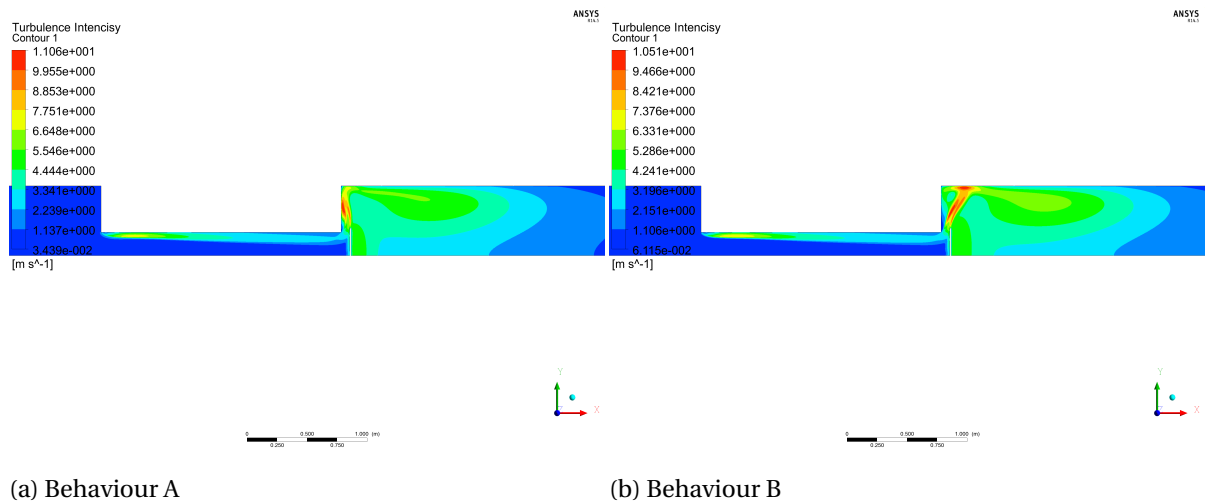 ANSYS
R14.5
Turbulence Intencisy
Contour 1
1.106e+001
9.955e+000
8.853e+000
7.751e+000
6.648e+000
5.546e+000
4.444e+000
3.341e+000
2.239e+000
1.137e+000
3.439e-002
[m s^-1]
Y
X
0
0.500
1.000
(m)
0.250
0.750
(a) Behaviour A
ANSYS
R14.5
Turbulence Intencisy
Contour 1
1.051e+001
9.466e+000
8.421e+000
7.376e+000
6.331e+000
5.286e+000
4.241e+000
3.196e+000
2.151e+000
1.106e+000
6.115e-002
[m s^-1]
Y
X
0
0.500
1.000
(m)
0.250
0.750
(b) Behaviour B